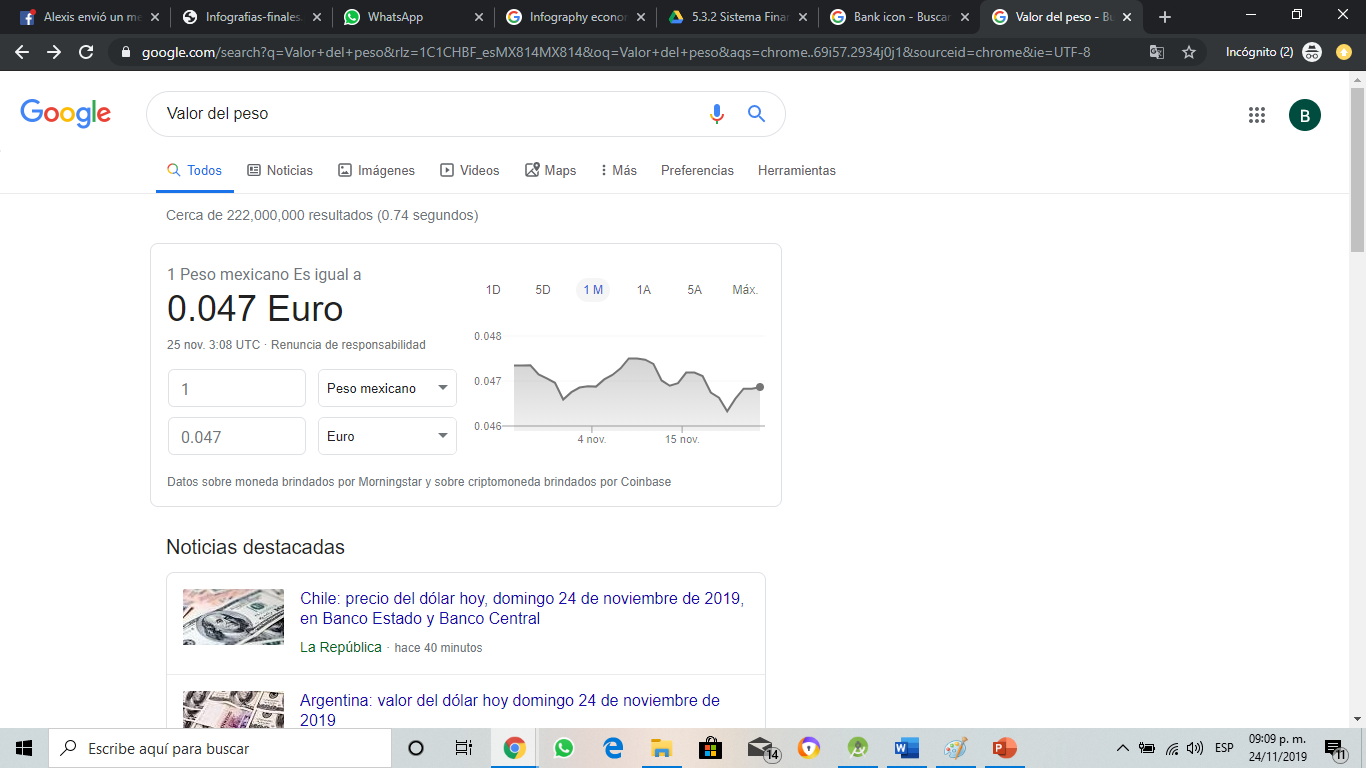 Alexis envió un me
Infografias-finales.
WhatsApp
Infography econo
5.3.2 Sistema Finan
Bank icon - Buscar
Valor del peso - Bu
google.com/search?q=Valor+del+peso&rlz=1C1CHBF_esMX814MX814&oq=Valor+del+peso&aqs=chrome..69i57.2934j0j1&sourceid=chrome&ie=UTF-8
Incógnito (2)
Google
Valor del peso
B
Todos
Noticias
Imágenes
Videos
Maps
Más
Preferencias
Herramientas
Cerca de 222,000,000 resultados (0.74 segundos)
1 Peso mexicano Es igual a
0.047 Euro
25 nov. 3:08 UTC · Renuncia de responsabilidad
1
Peso mexicano
0.047
Euro
1D 5D 1 M 1A 5A Máx.
0.048
0.047
0.046
4 nov. 15 nov.
Datos sobre moneda brindados por Morningstar y sobre criptomoneda brindados por Coinbase
Noticias destacadas
Chile: precio del dólar hoy, domingo 24 de noviembre de 2019,
en Banco Estado y Banco Central
La República · hace 40 minutos
Argentina: valor del dólar hoy domingo 24 de noviembre de
2019
Escribe aquí para buscar
14
ESP
09:09 p. m.
24/11/2019
11